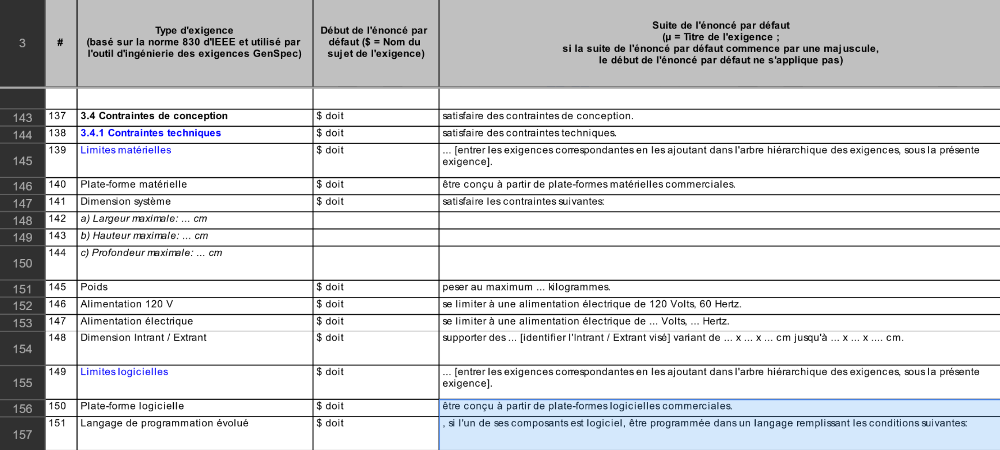 3
#
Type d'exigence
(basé sur la norme 830 d'IEEE et utilisé par
l'outil d'ingénierie des exigences GenSpec)
Début de l'énoncé par
défaut ($ = Nom du
sujet de l'exigence)
Suite de l'énoncé par défaut
(µ = Titre de l'exigence ;
si la suite de l'énoncé par défaut commence par une majuscule,
le début de l'énoncé par défaut ne s'applique pas)
143 137 3.4 Contraintes de conception $ doit satisfaire des contraintes de conception.
144 138 3.4.1 Contraintes techniques $ doit satisfaire des contraintes techniques.
145 139 Limites matérielles $ doit ... [entrer les exigences correspondantes en les ajoutant dans l'arbre hiérarchique des exigences, sous la présente
exigence].
146 140 Plate-forme matérielle $ doit être conçu à partir de plate-formes matérielles commerciales.
147 141 Dimension système $ doit satisfaire les contraintes suivantes:
148 142 a) Largeur maximale: ... cm
149 143 b) Hauteur maximale: ... cm
150 144 c) Profondeur maximale: ... cm
151 145 Poids $ doit peser au maximum ... kilogrammes.
152 146 Alimentation 120 V $ doit se limiter à une alimentation électrique de 120 Volts, 60 Hertz.
153 147 Alimentation électrique $ doit se limiter à une alimentation électrique de ... Volts, ... Hertz.
154 148 Dimension Intrant / Extrant $ doit supporter des ... [identifier l'Intrant / Extrant visé] variant de ... x ... x ... cm jusqu'à ... x ... x .... cm.
155 149 Limites logicielles $ doit ... [entrer les exigences correspondantes en les ajoutant dans l'arbre hiérarchique des exigences, sous la présente
exigence].
156 150 Plate-forme logicielle $ doit être conçu à partir de plate-formes logicielles commerciales.
157 151 Langage de programmation évolué $ doit , si l'un de ses composants est logiciel, être programmée dans un langage remplissant les conditions suivantes: